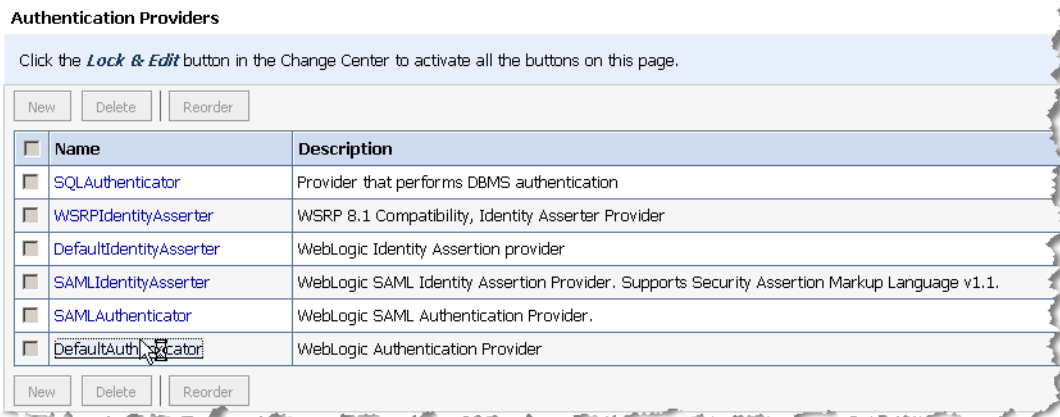 Authentication Providers
Click the Lock & Edit button in the Change Center to activate all the buttons on this page.
New Delete Reorder
Name Description
SQLAuthenticator Provider that performs DBMS authentication
WSRPIdentityAsserter WSRP 8.1 Compatibility, Identity Asserter Provider
DefaultIdentityAsserter WebLogic Identity Assertion provider
SAMLIdentityAsserter WebLogic SAML Identity Assertion Provider. Supports Security Assertion Markup Language v1.1.
SAMLAuthenticator WebLogic SAML Authentication Provider.
DefaultAuthenticator WebLogic Authentication Provider
New Delete Reorder